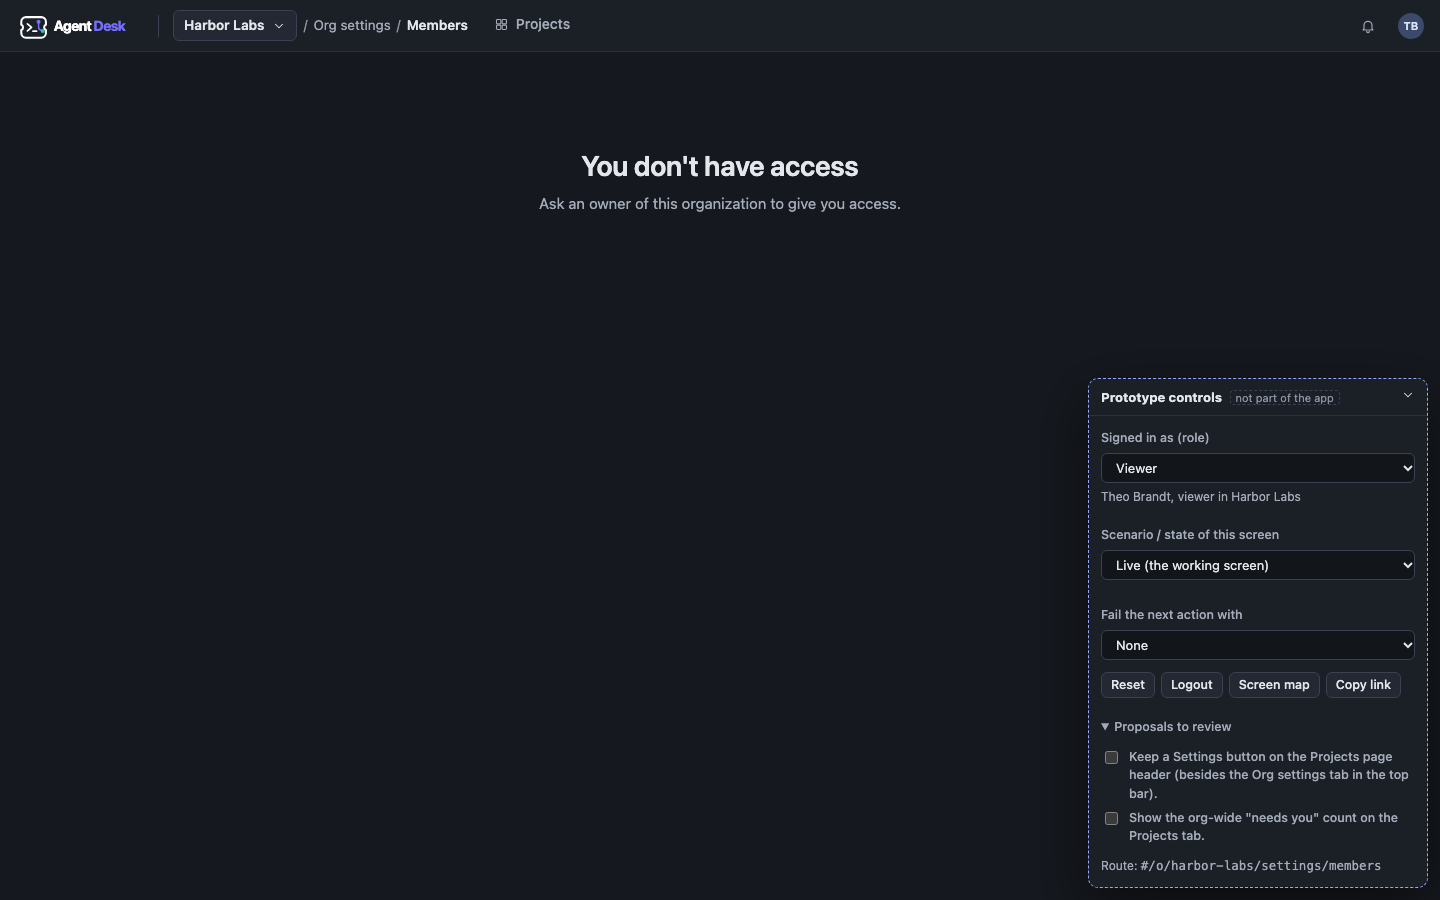 AgentDesk
Harbor Labs / Org settings / Members Projects
TB
You don't have access
Ask an owner of this organization to give you access.
Prototype controls not part of the app
Signed in as (role)
Viewer
Theo Brandt, viewer in Harbor Labs
Scenario / state of this screen
Live (the working screen)
Fail the next action with
None
Reset Logout Screen map Copy link
▼ Proposals to review
Keep a Settings button on the Projects page
header (besides the Org settings tab in the top
bar).
Show the org-wide "needs you" count on the
Projects tab.
Route: #/o/harbor-labs/settings/members